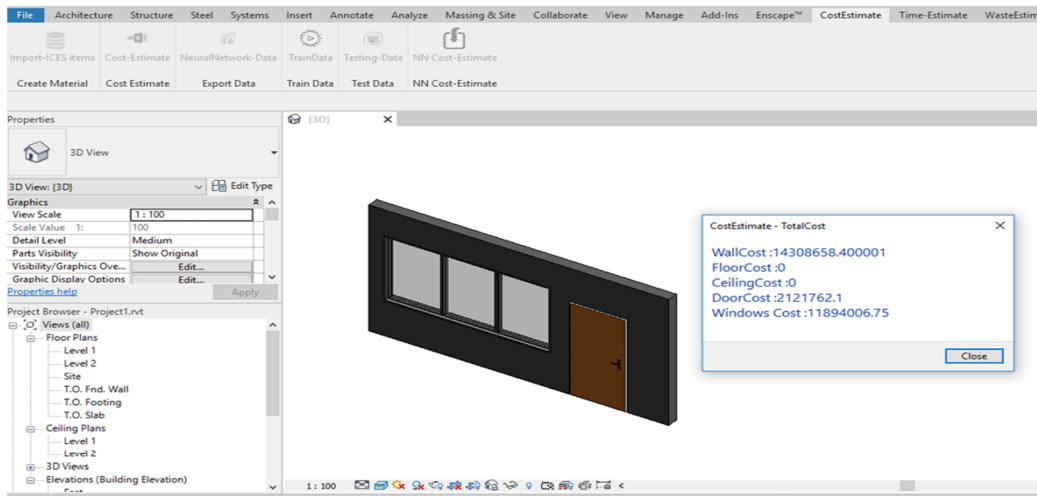 File Architecture Structure Steel Systems Insert Annotate Analyze Massing & Site Collaborate View Manage Add-Ins Enscape™ CostEstimate Time-Estimate WasteEstim
Import-ICES items Cost-Estimate NeuralNetwork-Data TrainData Testing-Data NN Cost-Estimate
Create Material Cost Estimate Export Data Train Data Test Data NN Cost-Estimate
Properties
3D View
3D View: {3D} Edit Type
Graphics
View Scale 1 : 100
Scale Value 1: 100
Detail Level Medium
Parts Visibility Show Original
Visibility/Graphics Ove... Edit...
Graphic Display Options Edit...
Properties help Apply
Project Browser - Project1.rvt
Views (all)
Floor Plans
Level 1
Level 2
Site
T.O. Fnd. Wall
T.O. Footing
T.O. Slab
Ceiling Plans
Level 1
Level 2
3D Views
Elevations (Building Elevation)
East
{3D}
CostEstimate - TotalCost
WallCost :14308658.400001
FloorCost :0
CeilingCost :0
DoorCost :2121762.1
Windows Cost :11894006.75
Close
1 : 100